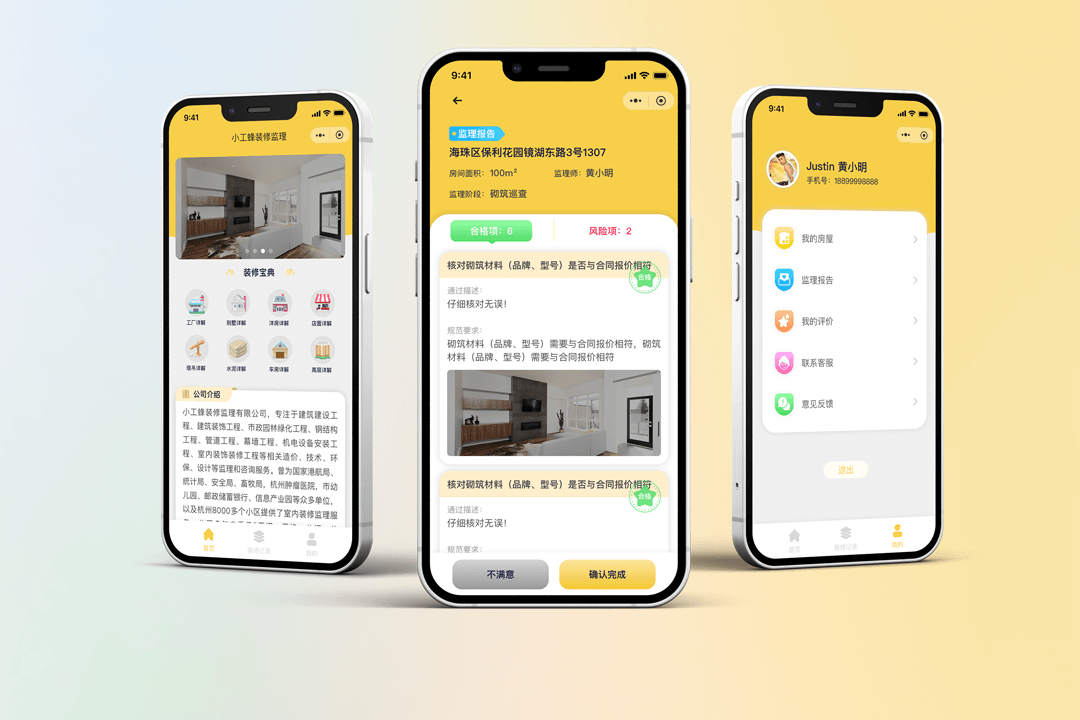 9:41
小工蜂装修监理
装修宝典
工厂详解
别墅详解
洋房详解
店面详解
塔吊详解
水泥详解
车房详解
高层详解
公司介绍
小工蜂装修监理有限公司，专注于建筑建设工
程、建筑装饰工程、市政园林绿化工程、钢结构
工程、管道工程、幕墙工程、机电设备安装工
程、室内装饰装修工程等相关造价、技术、环
保、设计等监理和咨询服务。曾为国家港航局、
统计局、安全局、畜牧局，杭州肿瘤医院，市幼
儿园、邮政储蓄银行、信息产业园等众多单位，
以及杭州8000多个小区提供了室内装修监理服
首页
装修记录
我的
9:41
监理报告
海珠区保利花园镜湖东路3号1307
房间面积：100m²
监理师：黄小明
监理阶段：砌筑巡查
合格项：6
风险项：2
核对砌筑材料（品牌、型号）是否与合同报价相符
合格
通过描述：
仔细核对无误！
规范要求：
砌筑材料（品牌、型号）需要与合同报价相符，砌筑
材料（品牌、型号）需要与合同报价相符
核对砌筑材料（品牌、型号）是否与合同报价相符
合格
通过描述：
仔细核对无误！
规范要求：
不满意
确认完成
9:41
Justin 黄小明
手机号：18899998888
我的房屋
监理报告
我的评价
联系客服
意见反馈
退出
首页
装修记录
我的